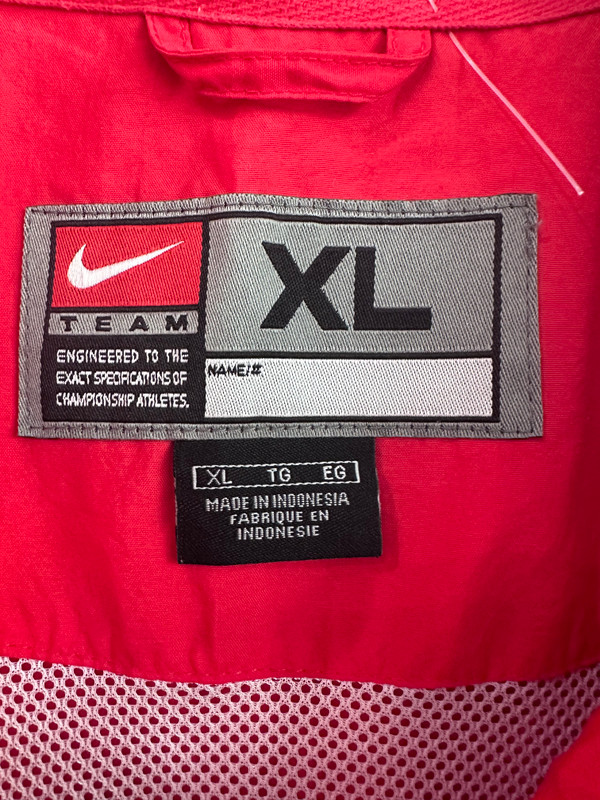 TEAM
ENGINEERED TO THE
EXACT SPECIFICATIONS OF
CHAMPIONSHIP ATHLETES.
XL
NAME/#
XL TG EG
MADE IN INDONESIA
FABRIQUE EN
INDONESIE